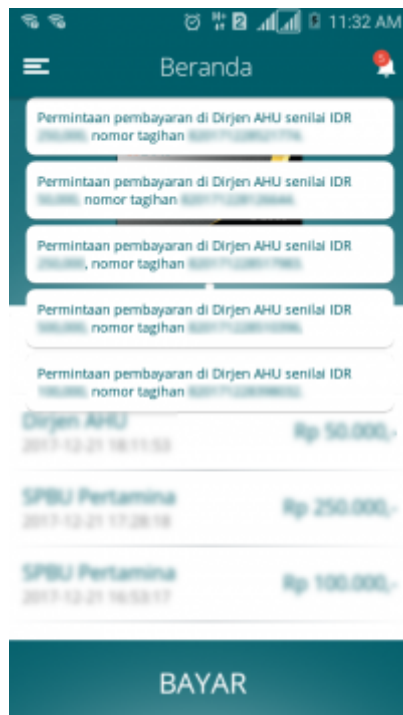 11:32 AM
Beranda
5
Permintaan pembayaran di Dirjen AHU senilai IDR
nomor tagihan
Permintaan pembayaran di Dirjen AHU senilai IDR
nomor tagihan
Permintaan pembayaran di Dirjen AHU senilai IDR
, nomor tagihan
Permintaan pembayaran di Dirjen AHU senilai IDR
nomor tagihan
Permintaan pembayaran di Dirjen AHU senilai IDR
nomor tagihan
Dirjen AHU
Rp 50.000,-
2017-12-21 18:11:53
SPBU Pertamina
Rp 250.000,-
2017-12-21 17:28:18
SPBU Pertamina
Rp 100.000,-
2017-12-21 16:53:17
BAYAR